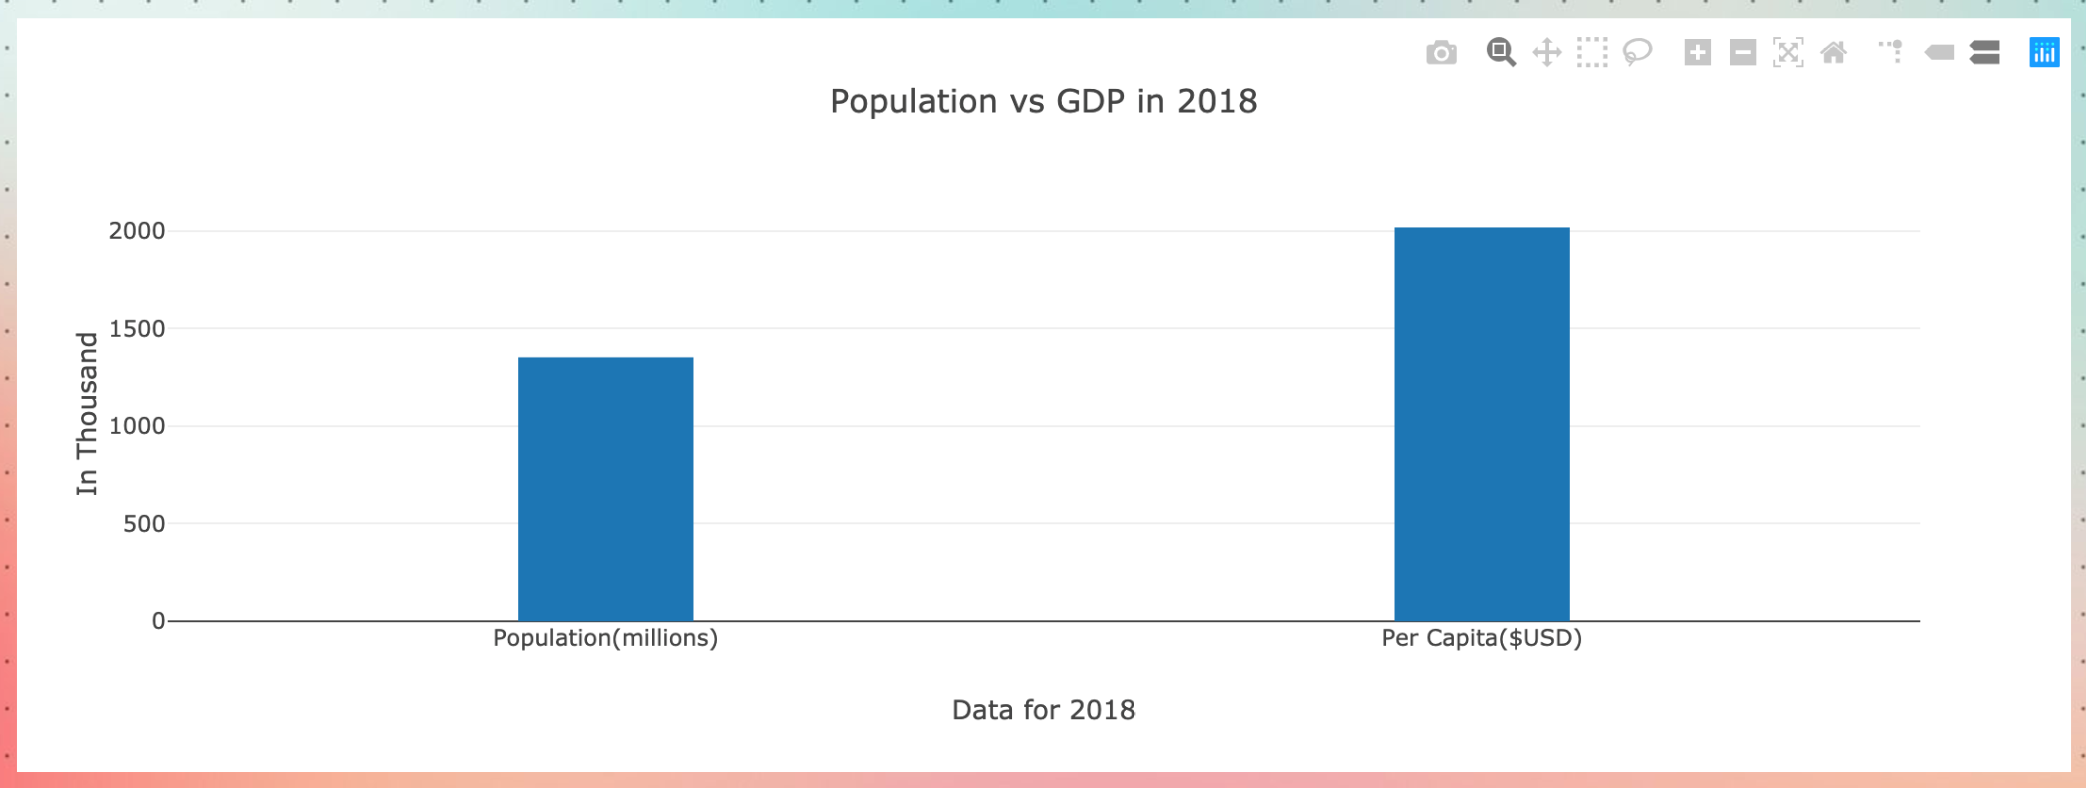 Population vs GDP in 2018
2000
1500
1000
500
0
In Thousand
Population(millions)
Per Capita($USD)
Data for 2018